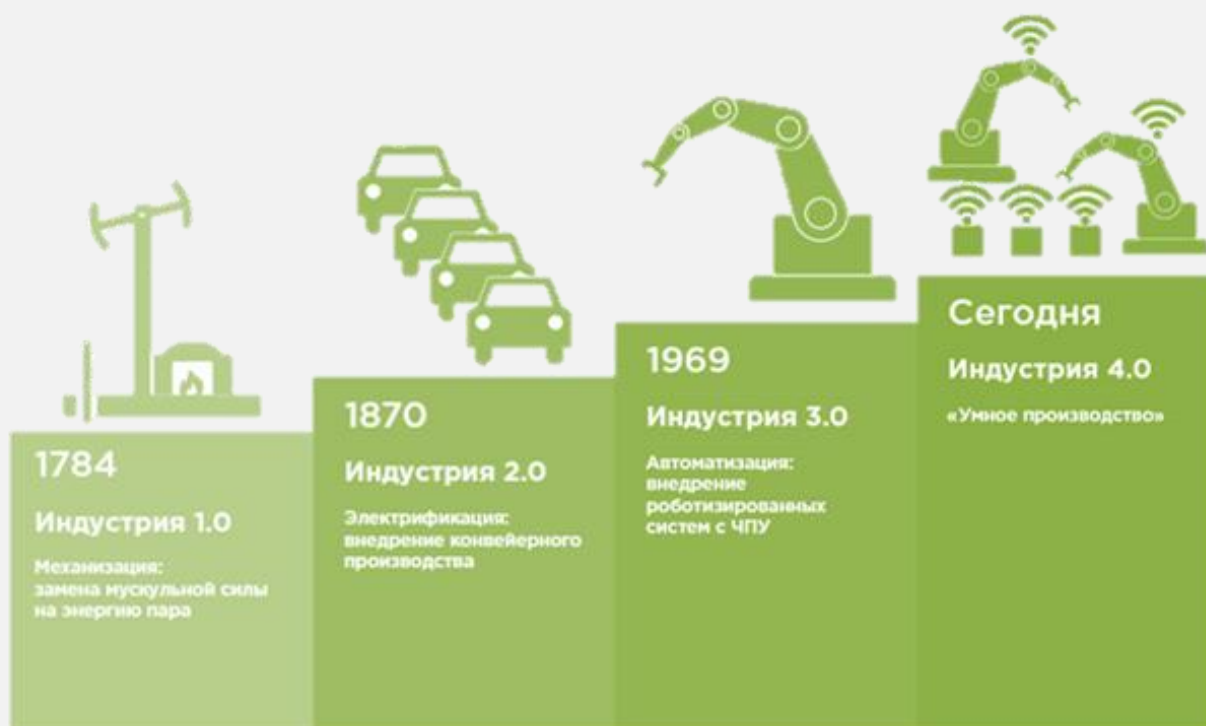 1784
Индустрия 1.0
Механизация:
замена мускульной силы
на энергию пара
1870
Индустрия 2.0
Электрификация:
внедрение конвейерного
производства
1969
Индустрия 3.0
Автоматизация:
внедрение
роботизированных
систем с ЧПУ
Сегодня
Индустрия 4.0
«Умное производство»